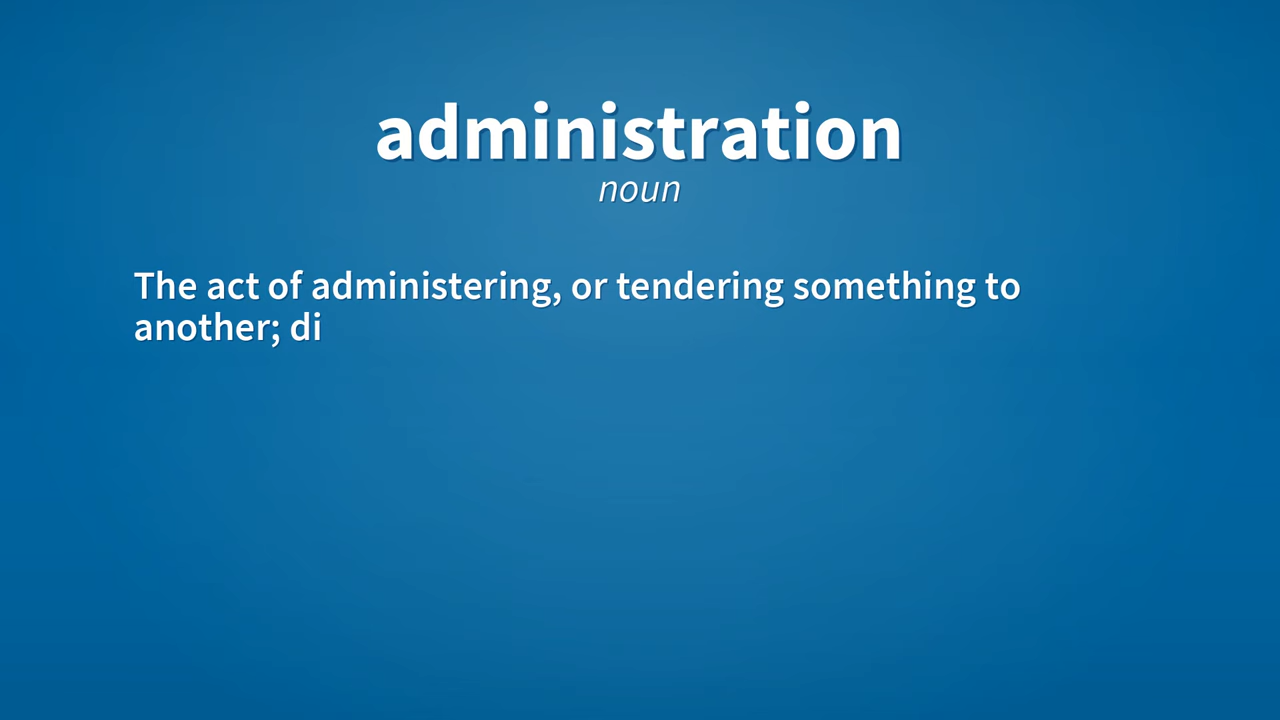 administration
noun
The act of administering, or tendering something to
another; di